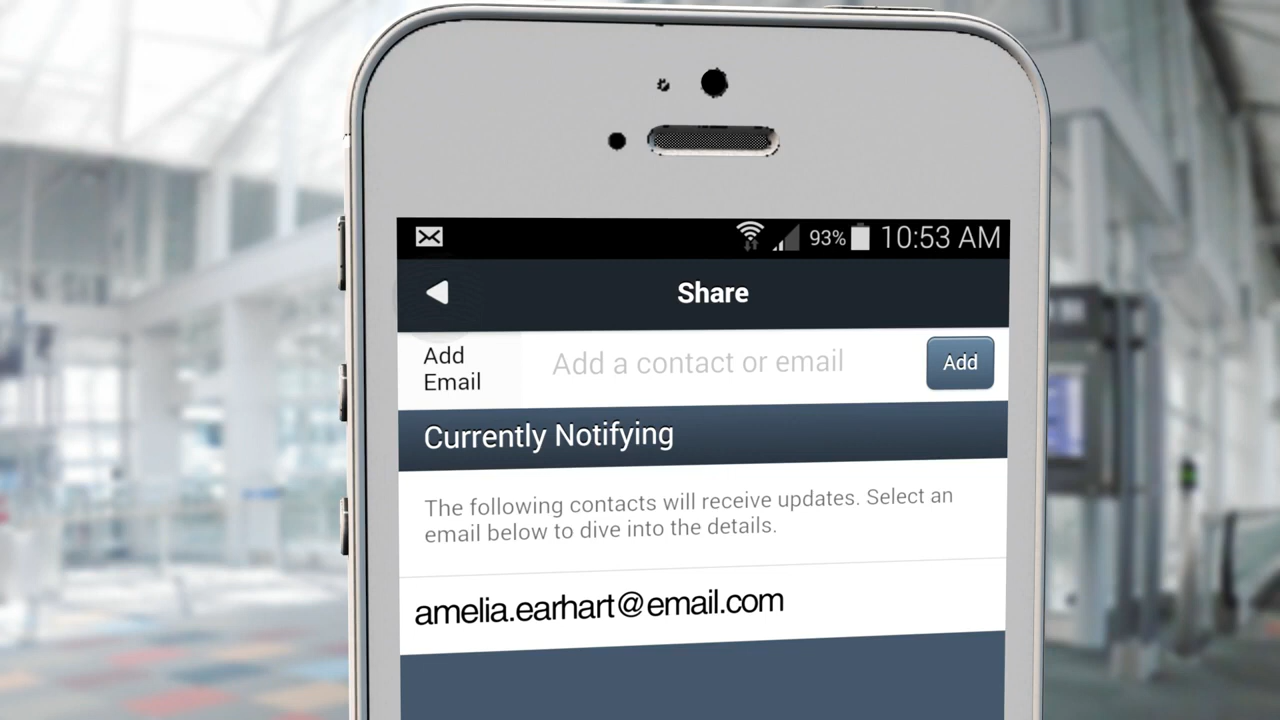 93% 10:53 AM
Share
Add
Email
Add a contact or email
Add
Currently Notifying
The following contacts will receive updates. Select an
email below to dive into the details.
amelia.earhart@email.com